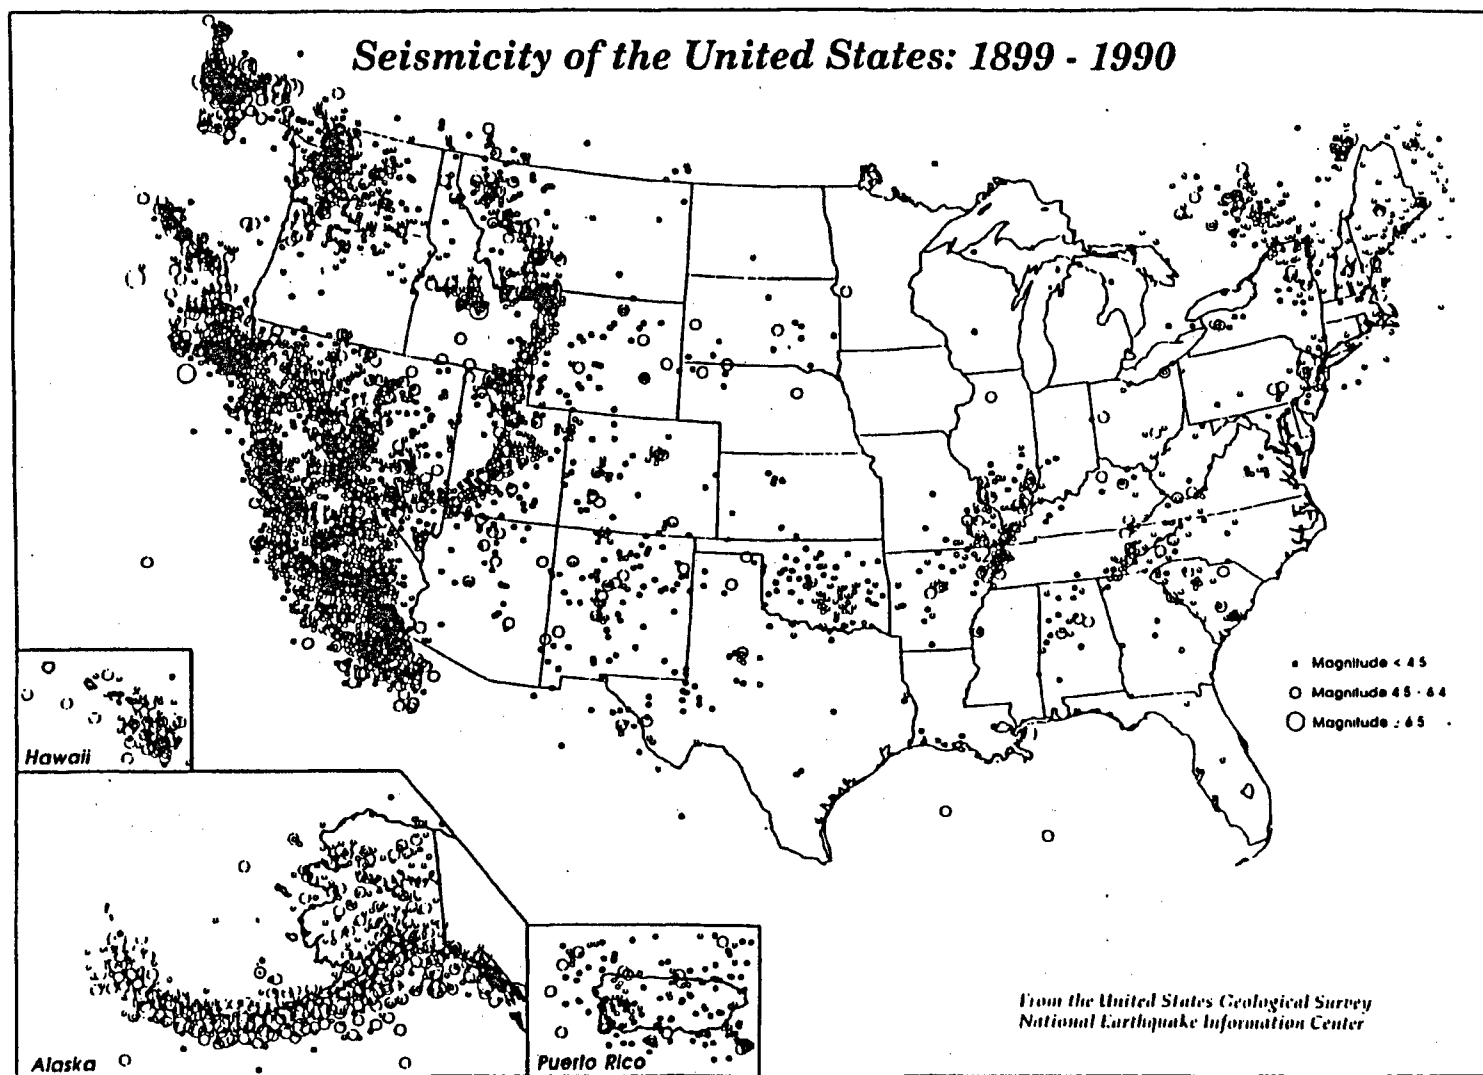 Seismicity of the United States: 1899 - 1990
Magnitude < 4.5
Magnitude 4.5 - 6.4
Magnitude ≥ 6.5
Hawaii
Alaska
Puerto Rico
From the United States Geological Survey
National Earthquake Information Center